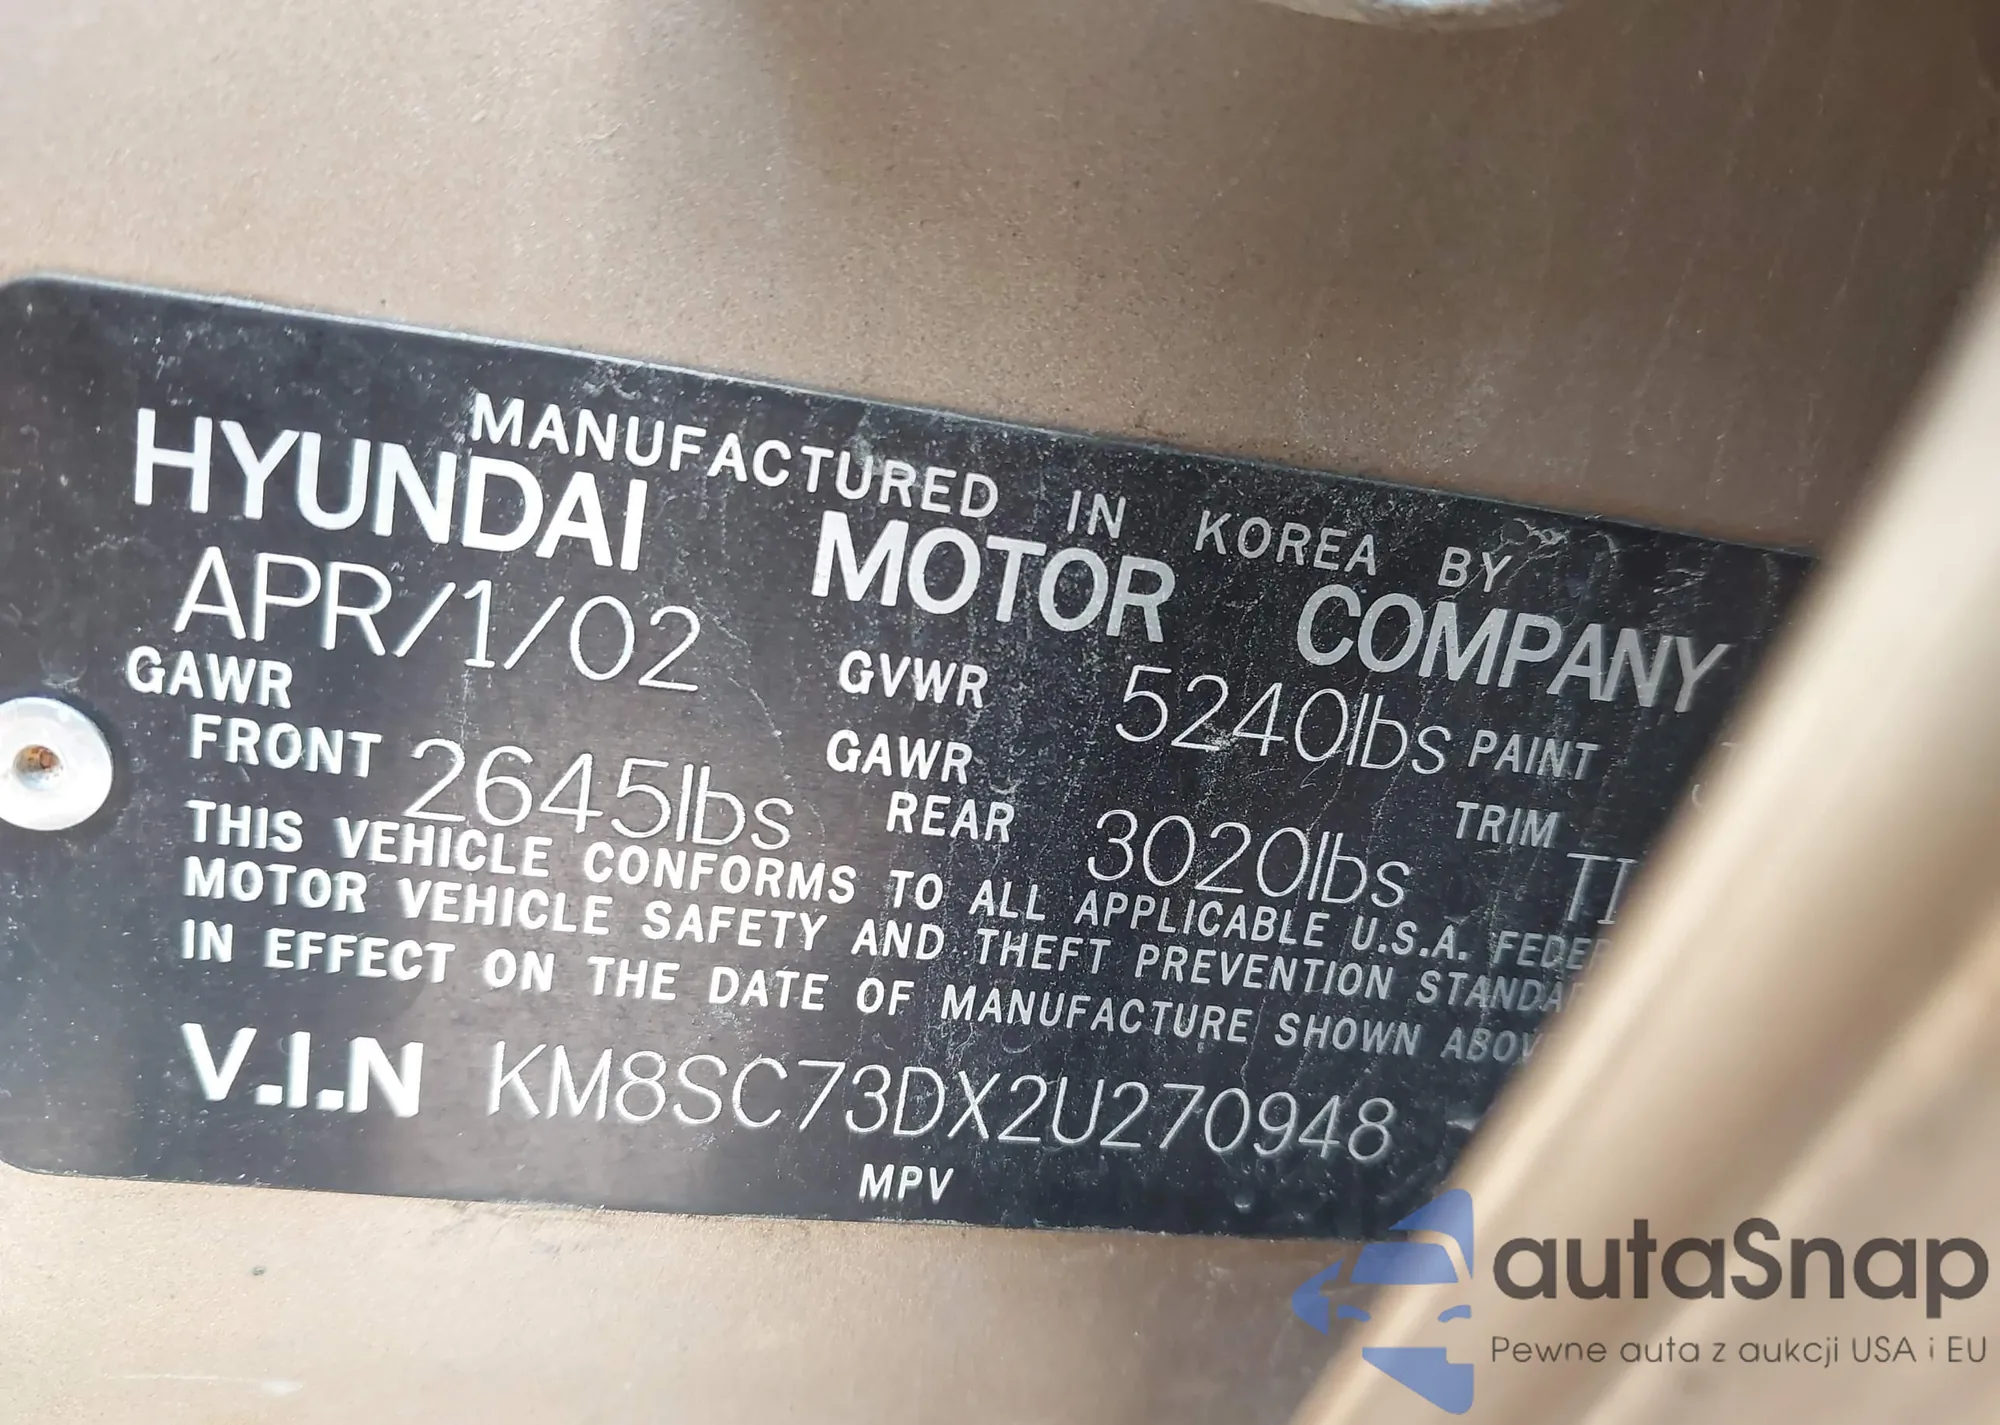 MANUFACTURED IN KOREA BY
HYUNDAI MOTOR COMPANY
APR/1/02 GVWR 5240lbs PAINT
GAWR FRONT 2645lbs GAWR REAR 3020lbs TRIM
THIS VEHICLE CONFORMS TO ALL APPLICABLE U.S.A.
MOTOR VEHICLE SAFETY AND THEFT PREVENTION
IN EFFECT ON THE DATE OF MANUFACTURE SHOWN
V.I.N KM8SC73DX2U270948
MPV
autaSnap
Pewne auta z aukcji USA i EU